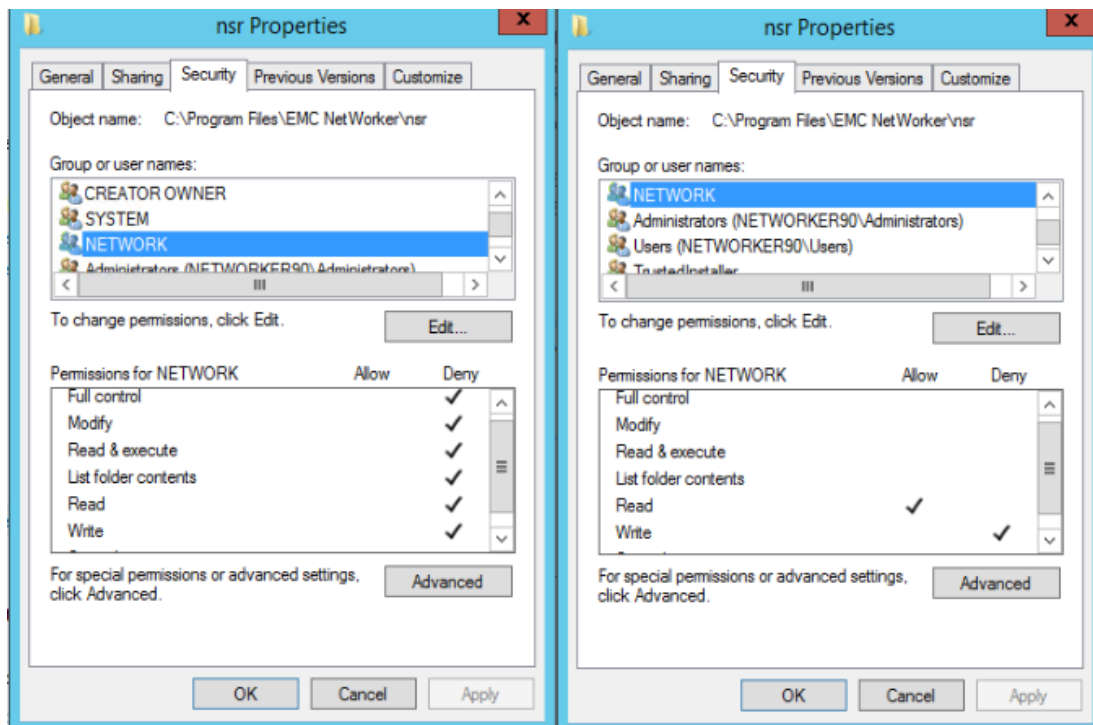 nsr Properties
X
General Sharing Security Previous Versions Customize
Object name: C:\Program Files\EMC NetWorker\nsr
Group or user names:
CREATOR OWNER
SYSTEM
NETWORK
Administrators (NETWORKER90\Administrators)
To change permissions, click Edit.
Edit...
Permissions for NETWORK Allow Deny
Full control
Modify
Read & execute
List folder contents
Read
Write
For special permissions or advanced settings,
click Advanced.
Advanced
OK Cancel Apply
nsr Properties
X
General Sharing Security Previous Versions Customize
Object name: C:\Program Files\EMC NetWorker\nsr
Group or user names:
NETWORK
Administrators (NETWORKER90\Administrators)
Users (NETWORKER90\Users)
TrustedInstaller
To change permissions, click Edit.
Edit...
Permissions for NETWORK Allow Deny
Full control
Modify
Read & execute
List folder contents
Read
Write
For special permissions or advanced settings,
click Advanced.
Advanced
OK Cancel Apply